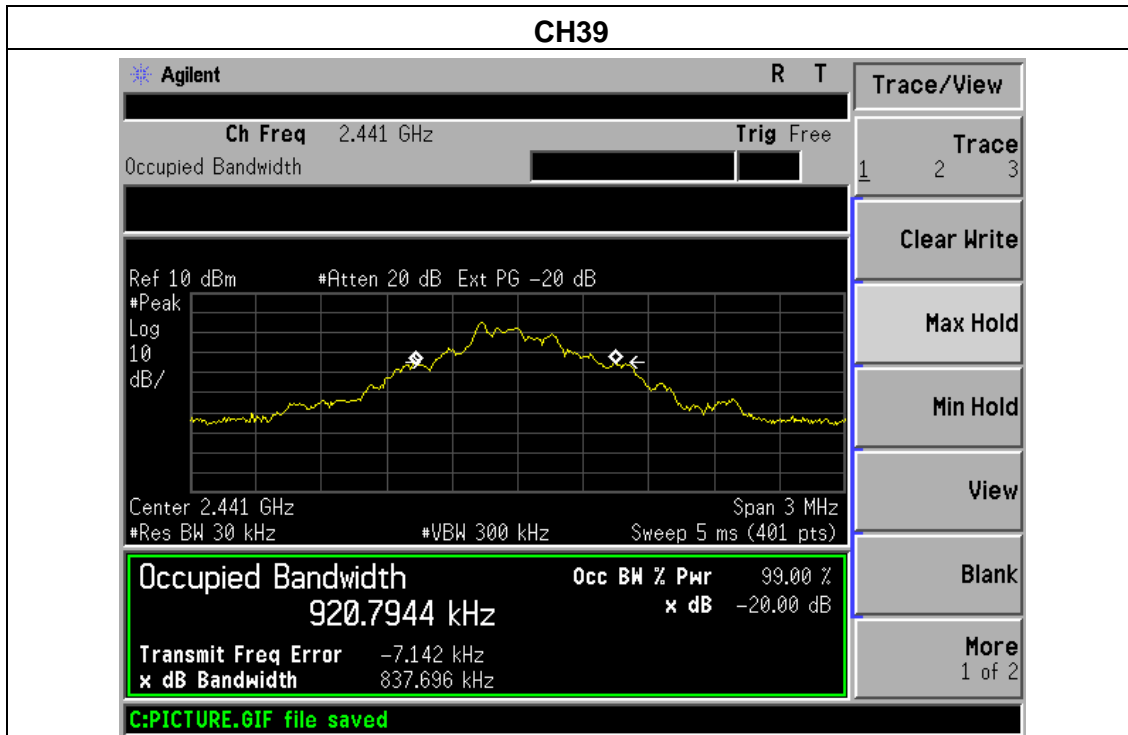 CH39
Agilent R T
Trace/View
Ch Freq 2.441 GHz Trig Free
Occupied Bandwidth
Trace
1 2 3
Clear Write
Ref 10 dBm #Atten 20 dB Ext PG -20 dB
#Peak
Log
10
dB/
Max Hold
Min Hold
View
Center 2.441 GHz Span 3 MHz
#Res BW 30 kHz #VBW 300 kHz Sweep 5 ms (401 pts)
Occupied Bandwidth Occ BW % Pwr 99.00 %
920.7944 kHz x dB -20.00 dB
Blank
Transmit Freq Error -7.142 kHz
x dB Bandwidth 837.696 kHz
More
1 of 2
C:PICTURE.GIF file saved